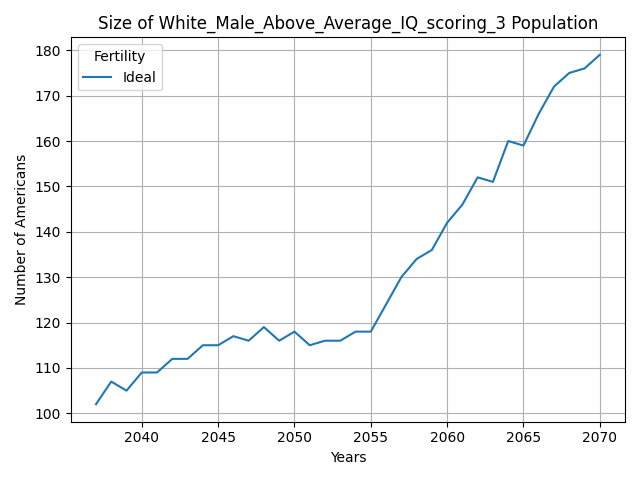 Size of White_Male_Above_Average_IQ_scoring_3 Population
Fertility
Ideal
Number of Americans
180
170
160
150
140
130
120
110
100
2040 2045 2050 2055 2060 2065 2070
Years